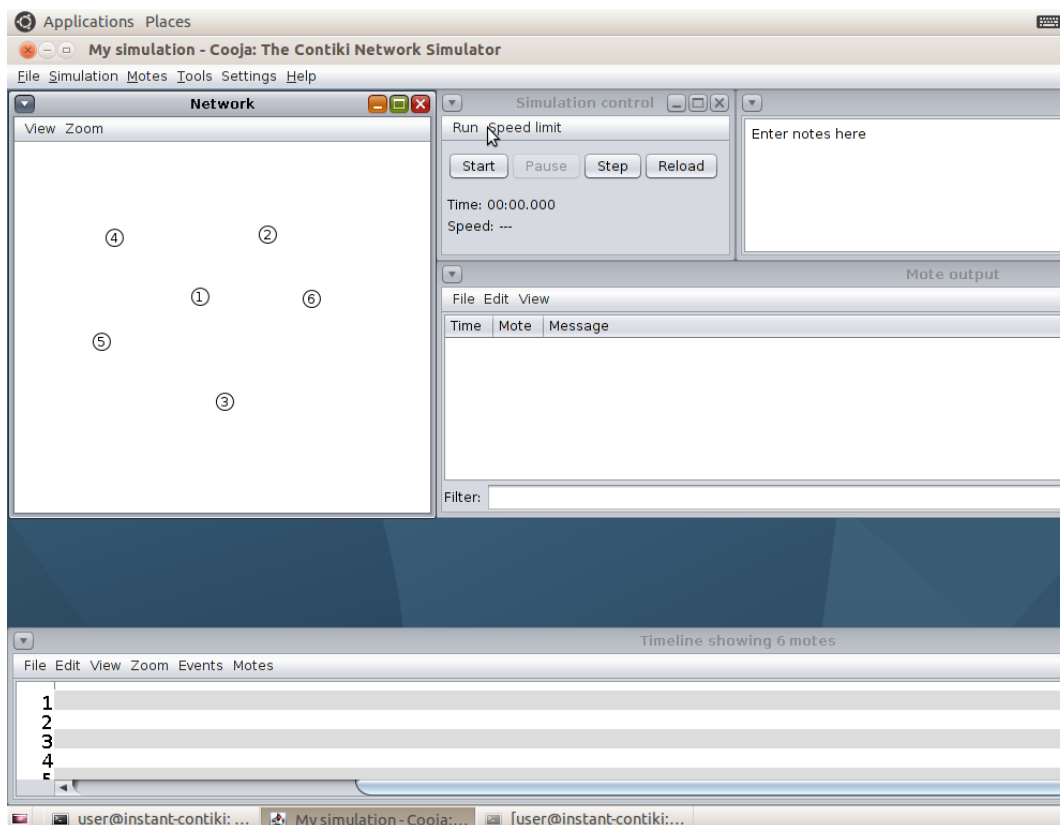 Applications Places
My simulation - Cooja: The Contiki Network Simulator
File Simulation Motes Tools Settings Help
Network
View Zoom
4
2
1
6
5
3
Simulation control
Run Speed limit
Start Pause Step Reload
Time: 00:00.000
Speed: ---
Enter notes here
Mote output
File Edit View
Time Mote Message
Filter:
Timeline showing 6 motes
File Edit View Zoom Events Motes
1
2
3
4
5
user@instant-contiki: ... My simulation - Cooja:... [user@instant-contiki:...